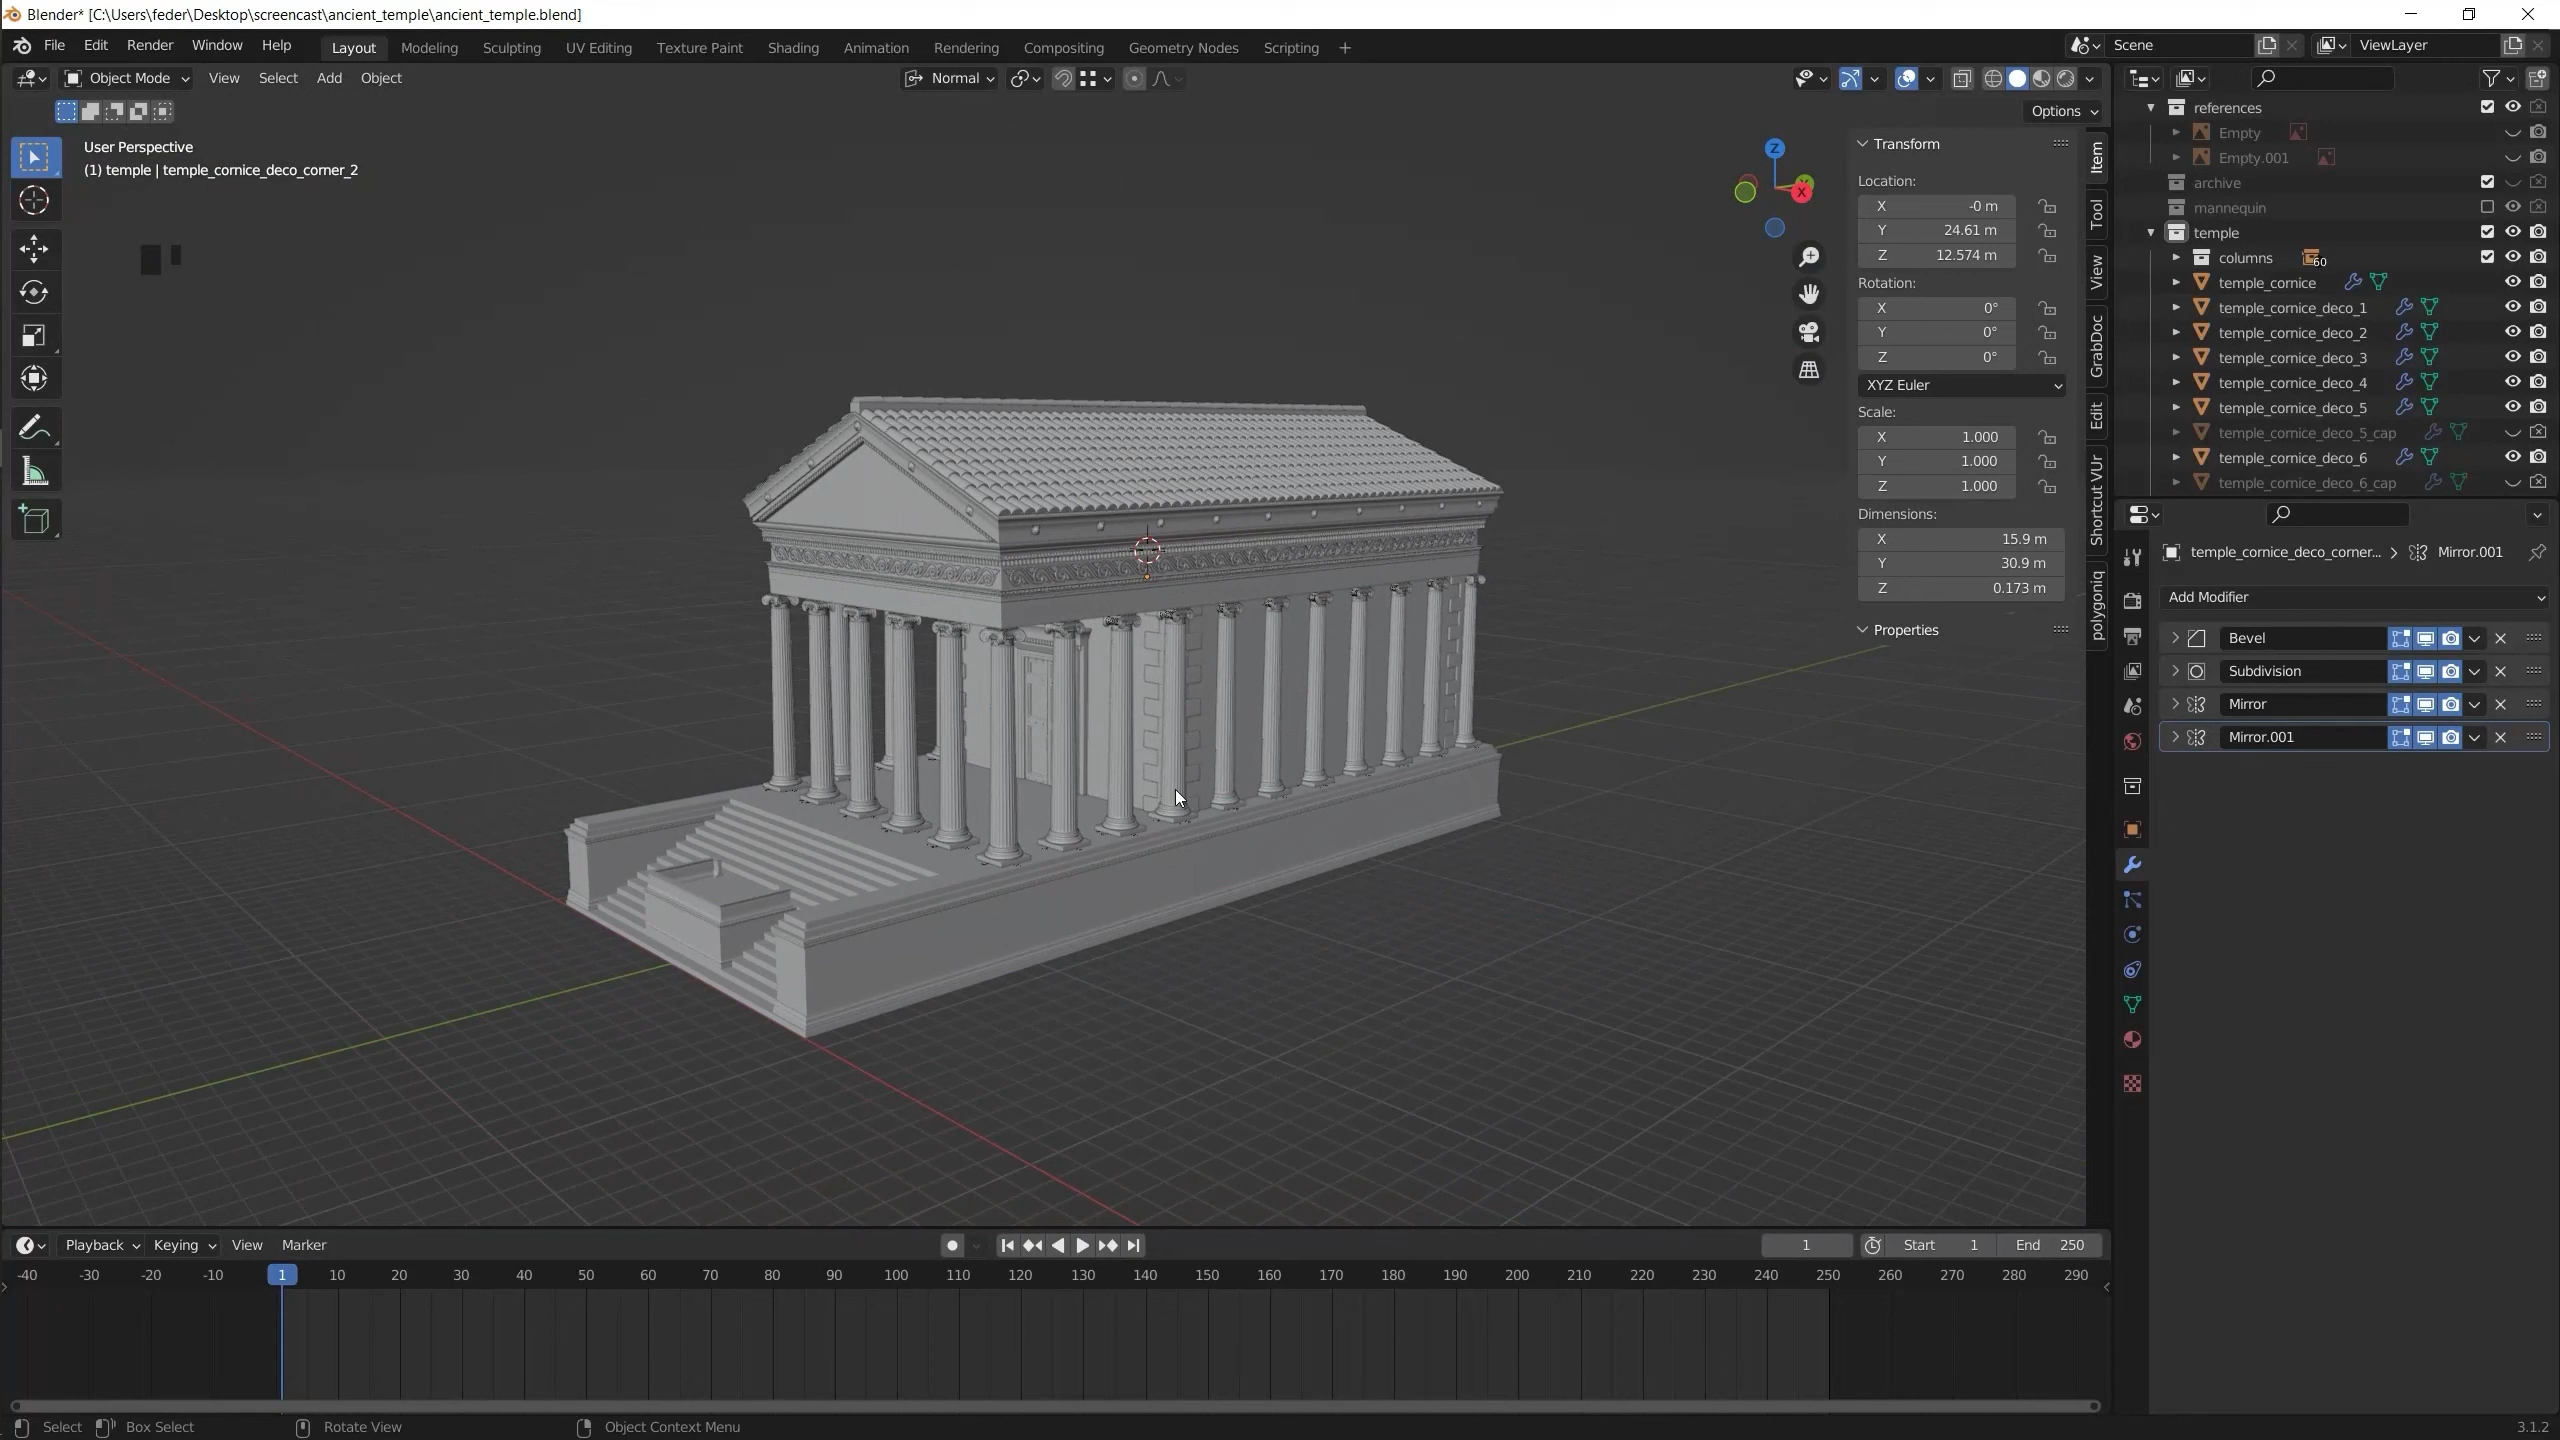 Blender* [C:\Users\feder\Desktop\screencast\ancient_temple\ancient_temple.blend]
File Edit Render Window Help Layout Modeling Sculpting UV Editing Texture Paint Shading Animation Rendering Compositing Geometry Nodes Scripting + Scene ViewLayer
Object Mode View Select Add Object Normal
Options
User Perspective
(1) temple | temple_cornice_deco_corner_2
Z
Y
X
Transform
Location:
X -0 m
Y 24.61 m
Z 12.574 m
Rotation:
X 0°
Y 0°
Z 0°
XYZ Euler
Scale:
X 1.000
Y 1.000
Z 1.000
Dimensions:
X 15.9 m
Y 30.9 m
Z 0.173 m
Properties
Item
Tool
View
GrabDoc
Edit
Shortcut VUr
polygoniq
references
Empty
Empty.001
archive
mannequin
temple
columns 60
temple_cornice
temple_cornice_deco_1
temple_cornice_deco_2
temple_cornice_deco_3
temple_cornice_deco_4
temple_cornice_deco_5
temple_cornice_deco_5_cap
temple_cornice_deco_6
temple_cornice_deco_6_cap
temple_cornice_deco_corner... Mirror.001
Add Modifier
Bevel
Subdivision
Mirror
Mirror.001
Playback Keying View Marker 1 Start 1 End 250
-40 -30 -20 -10 1 10 20 30 40 50 60 70 80 90 100 110 120 130 140 150 160 170 180 190 200 210 220 230 240 250 260 270 280 290
Select Box Select Rotate View Object Context Menu 3.1.2